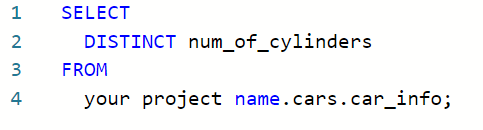 1 SELECT
2 DISTINCT num_of_cylinders
3 FROM
4 your project name.cars.car_info;